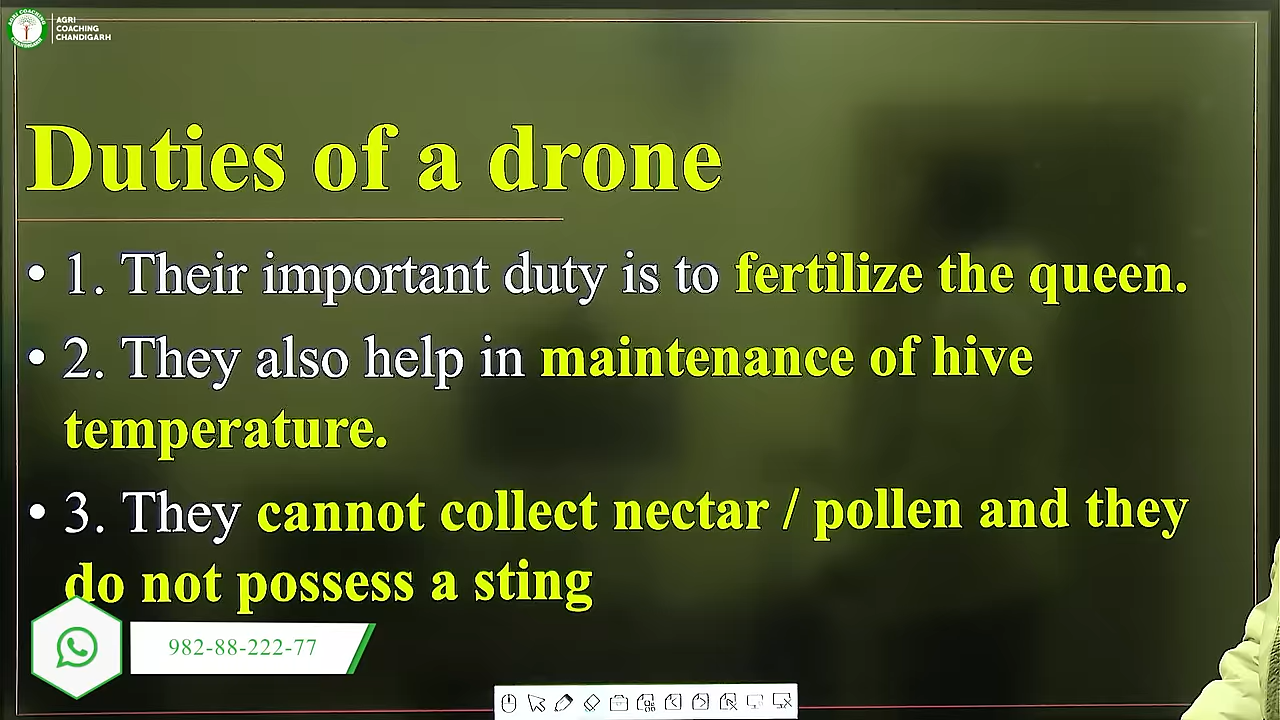 AGRI
COACHING
CHANDIGARH
Duties of a drone
• 1. Their important duty is to fertilize the queen.
• 2. They also help in maintenance of hive
temperature.
• 3. They cannot collect nectar / pollen and they
do not possess a sting
982-88-222-77